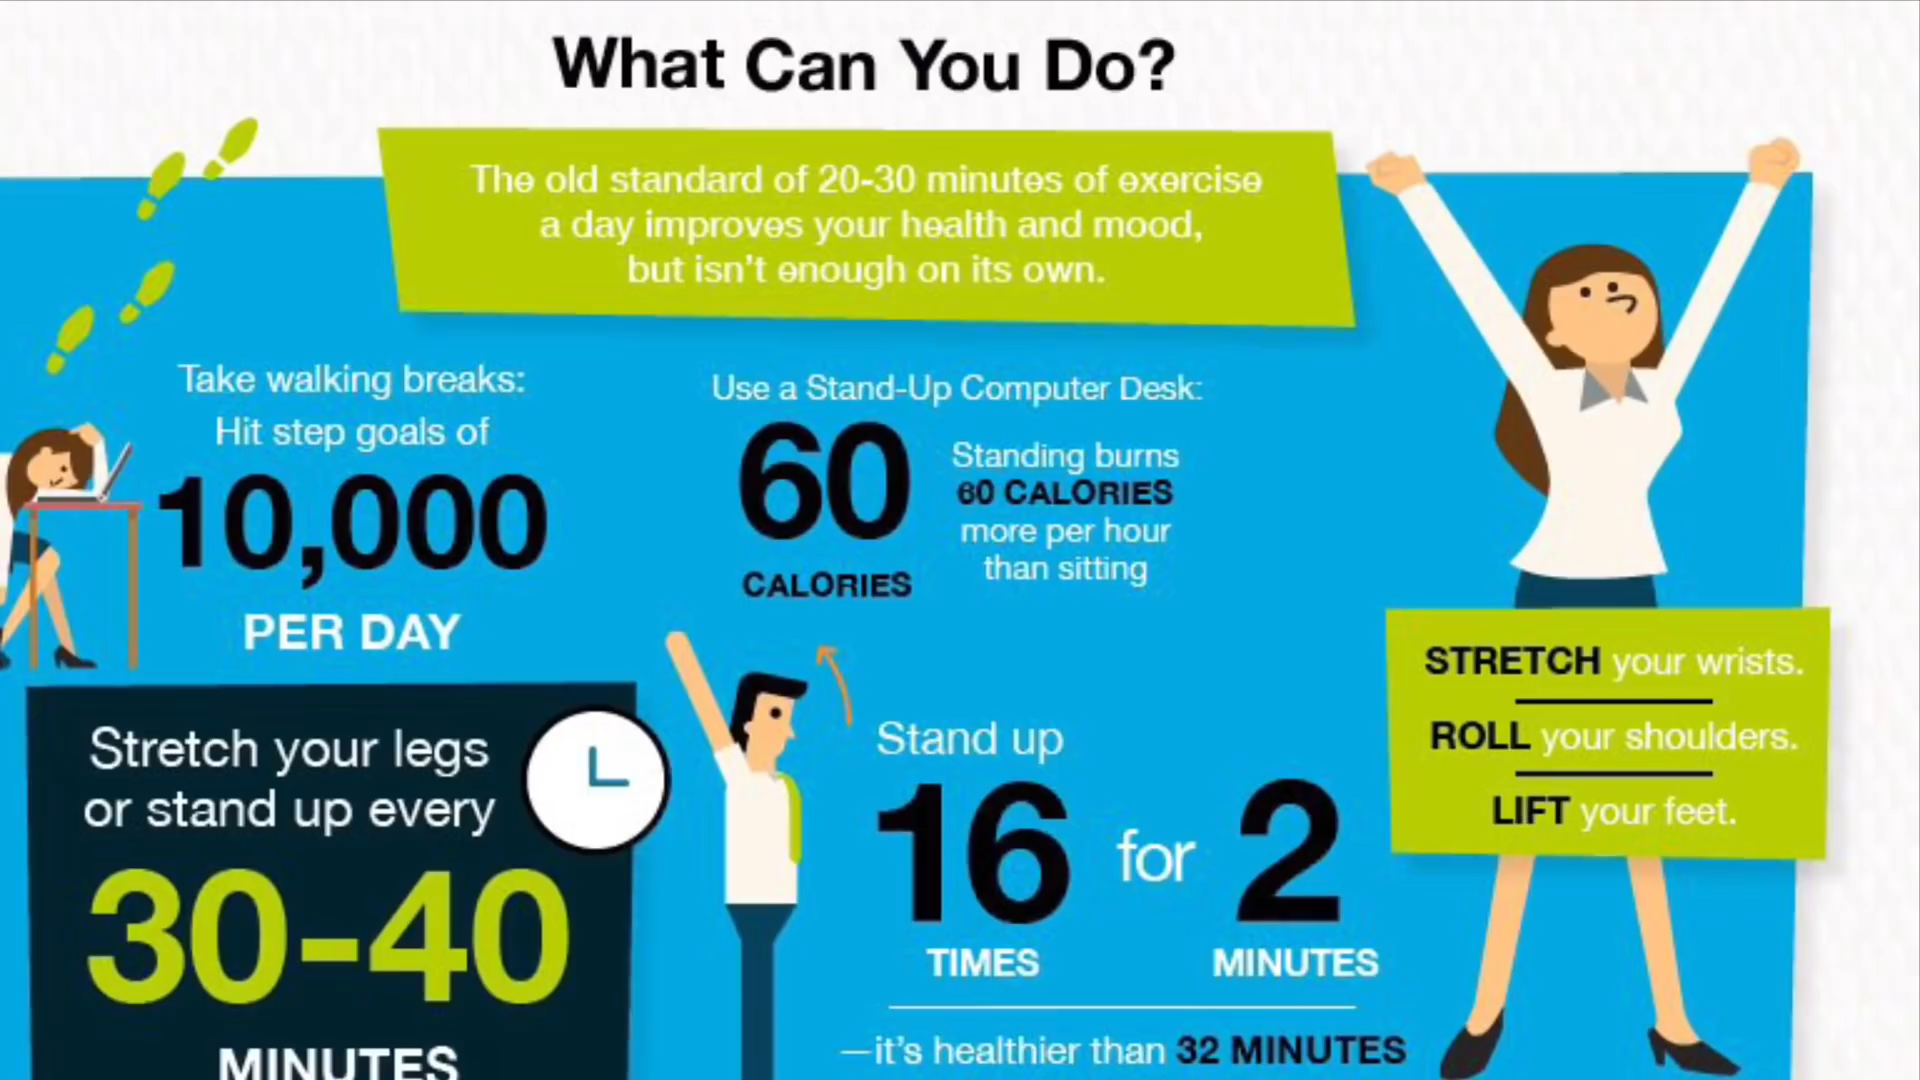 What Can You Do?
The old standard of 20-30 minutes of exercise
a day improves your health and mood,
but isn't enough on its own.
Take walking breaks:
Hit step goals of
10,000
PER DAY
Use a Stand-Up Computer Desk:
60
CALORIES
Standing burns
60 CALORIES
more per hour
than sitting
Stretch your legs
or stand up every
30-40
MINUTES
Stand up
16 for 2
TIMES MINUTES
—it's healthier than 32 MINUTES
STRETCH your wrists.
ROLL your shoulders.
LIFT your feet.